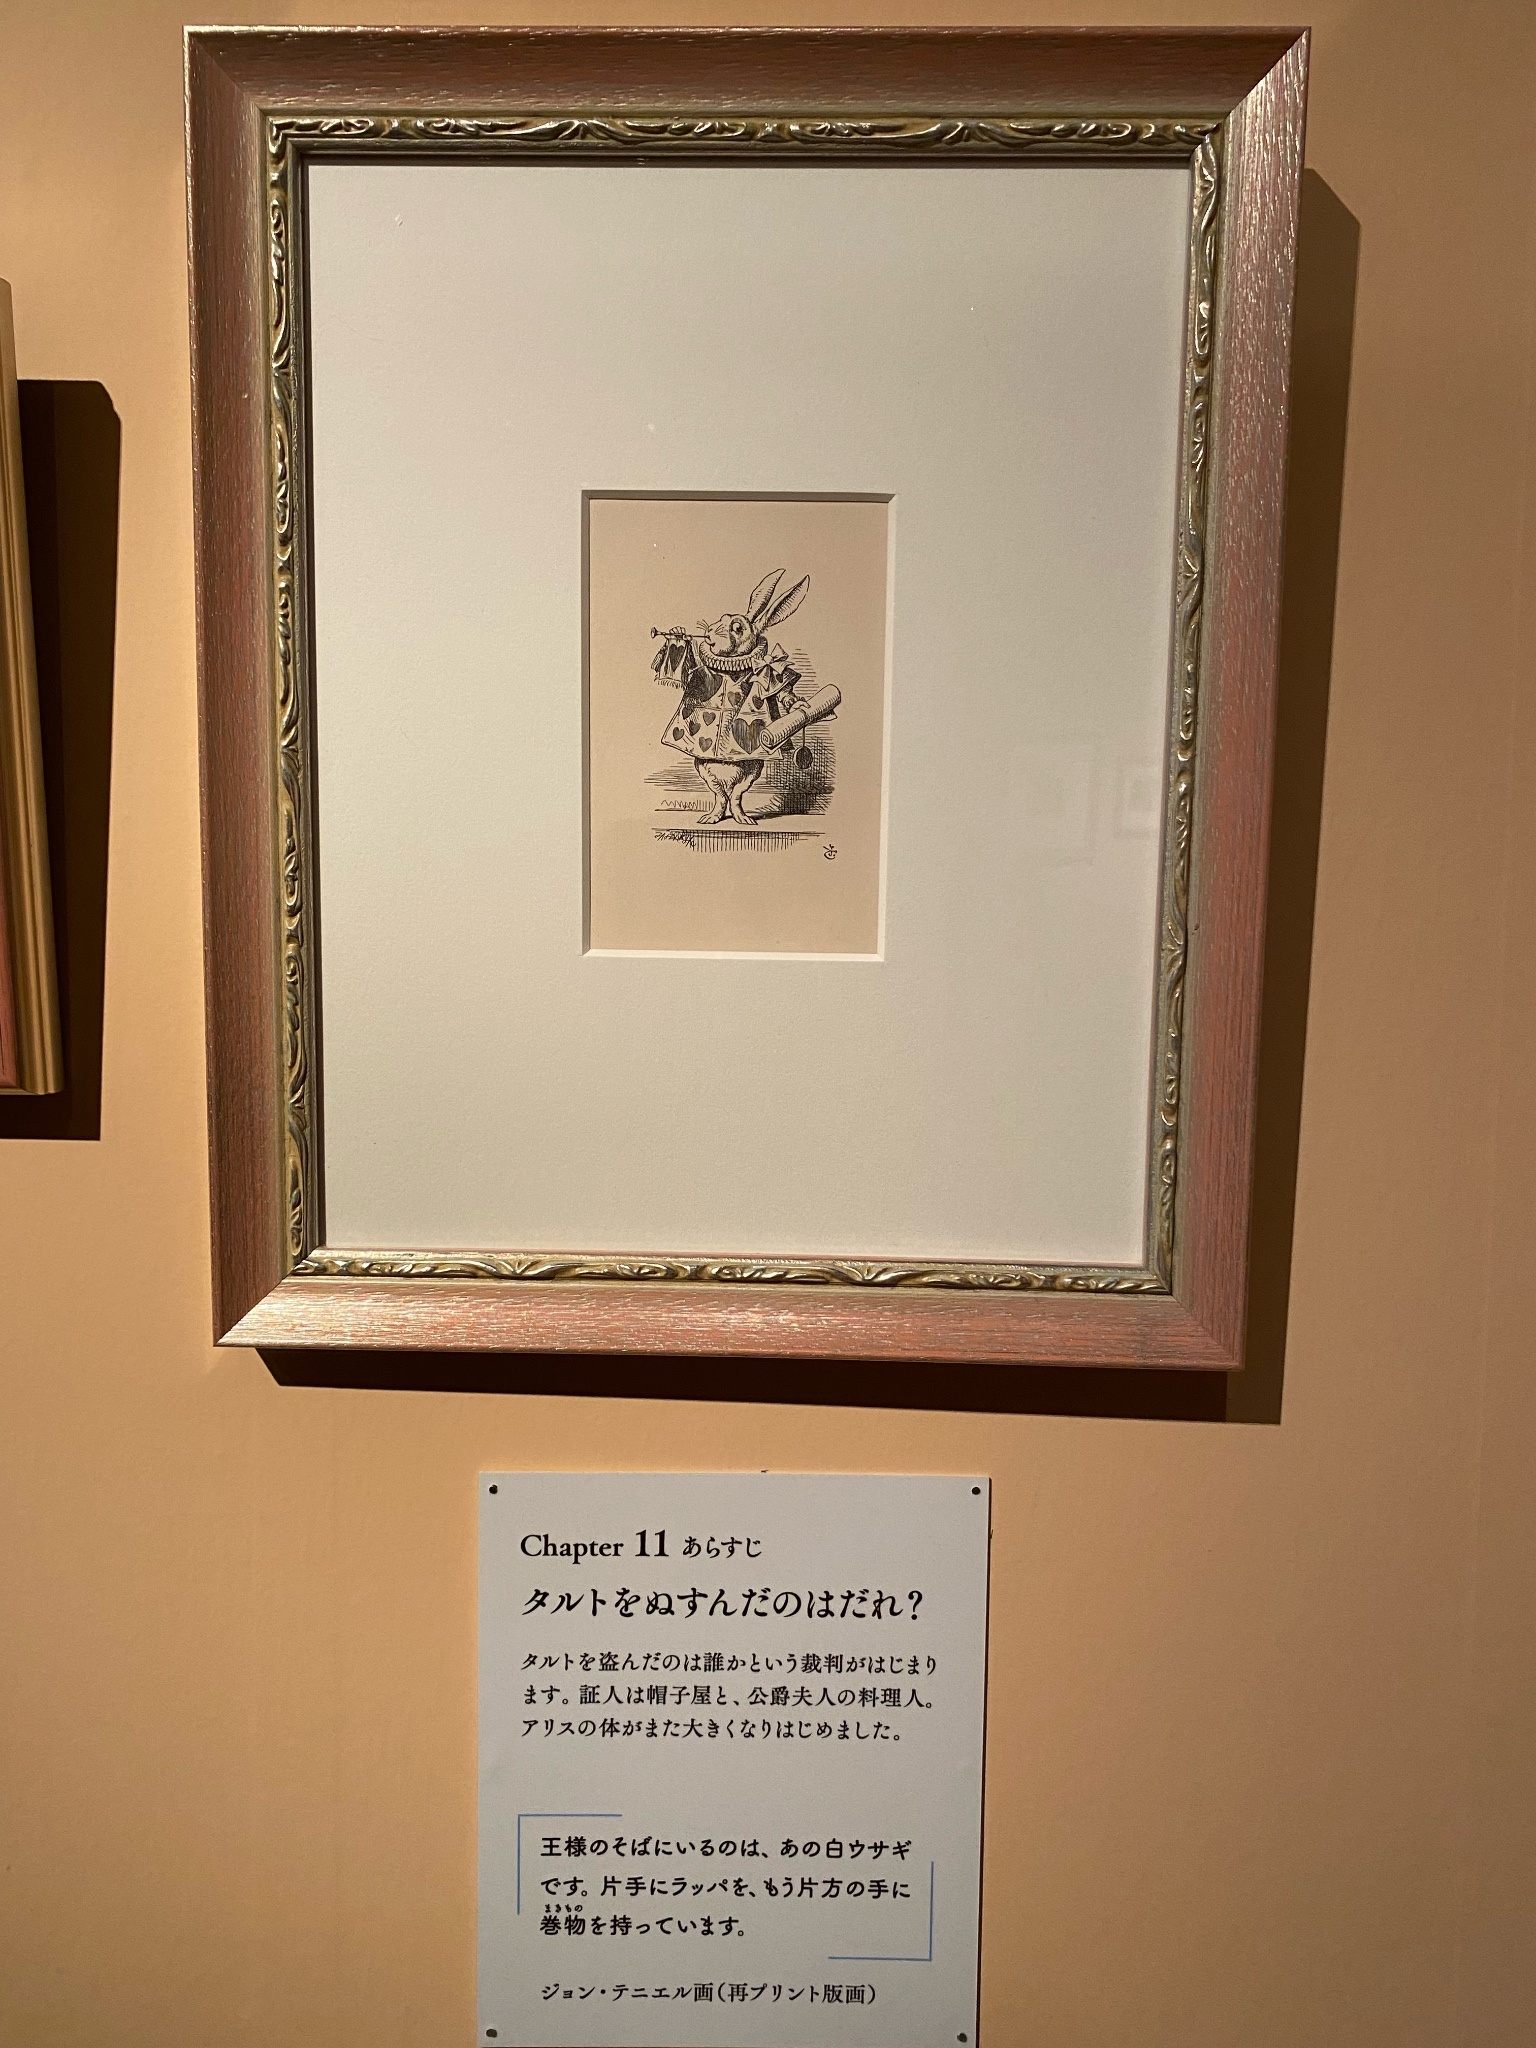 Chapter 11 あらすじ
タルトをぬすんだのはだれ？
タルトを盗んだのは誰かという裁判がはじまり
ます。証人は帽子屋と、公爵夫人の料理人。
アリスの体がまた大きくなりはじめました。
王様のそばにいるのは、あの白ウサギ
です。片手にラッパを、もう片方の手に
まきもの
巻物を持っています。
ジョン・テニエル画（再プリント版画）